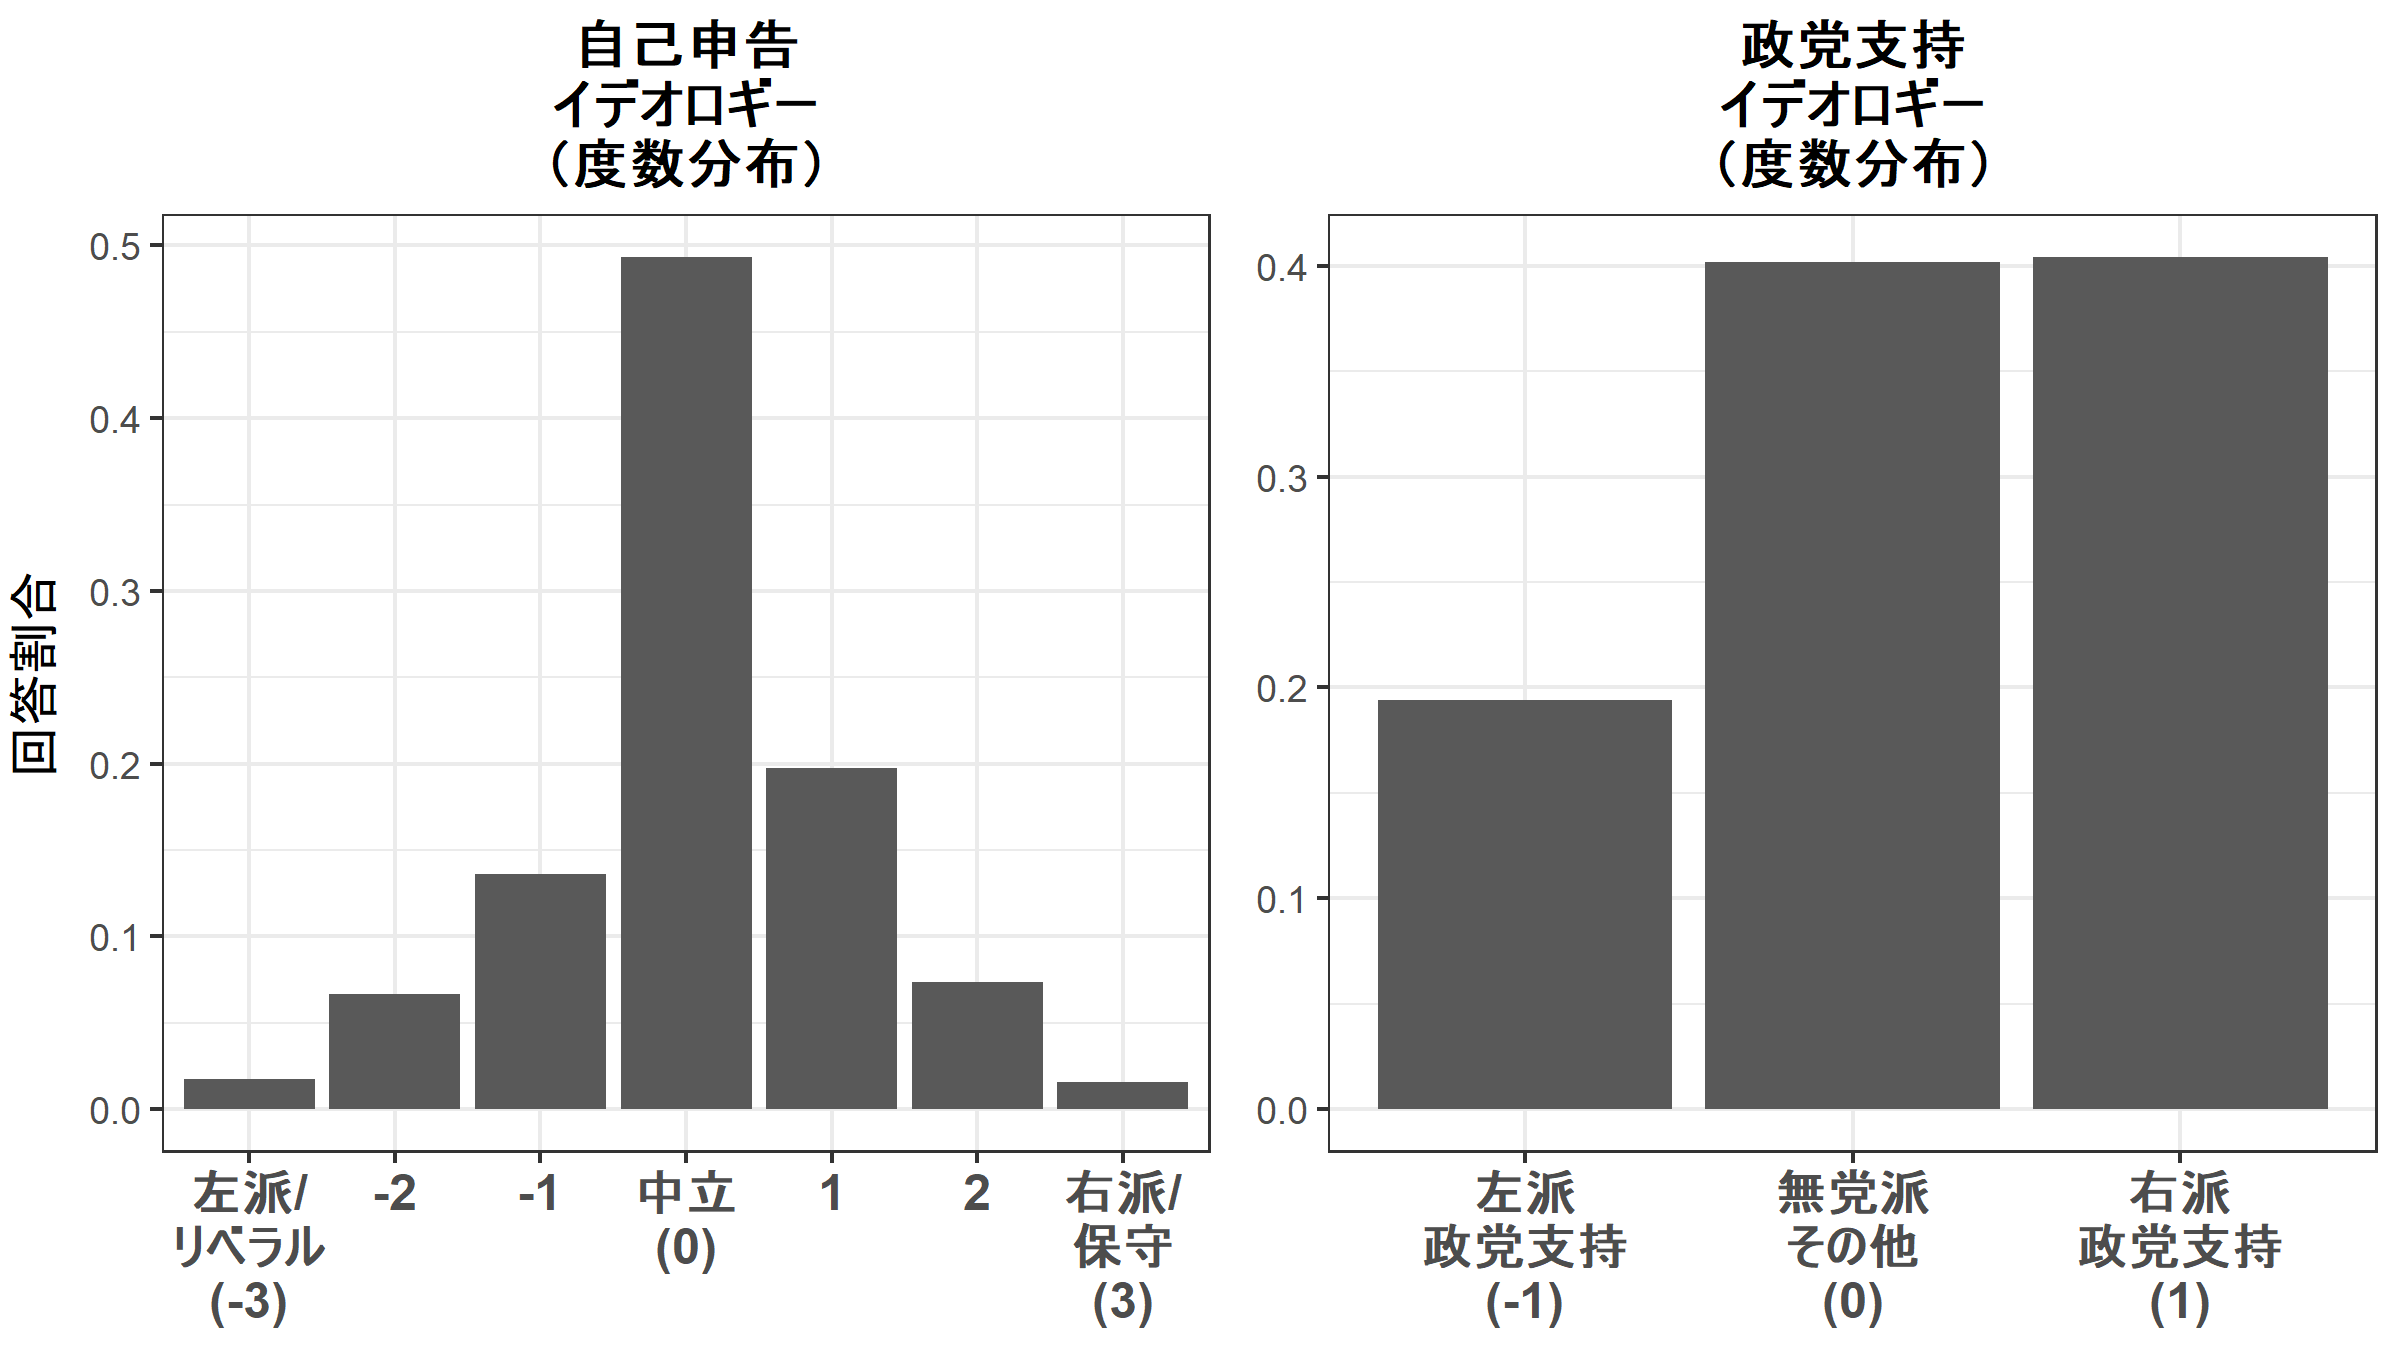 自己申告
イデオロギー
（度数分布）
回答割合
0.5
0.4
0.3
0.2
0.1
0.0
左派/
リベラル
(-3)
-2
-1
中立
(0)
1
2
右派/
保守
(3)
政党支持
イデオロギー
（度数分布）
0.4
0.3
0.2
0.1
0.0
左派
政党支持
(-1)
無党派
その他
(0)
右派
政党支持
(1)